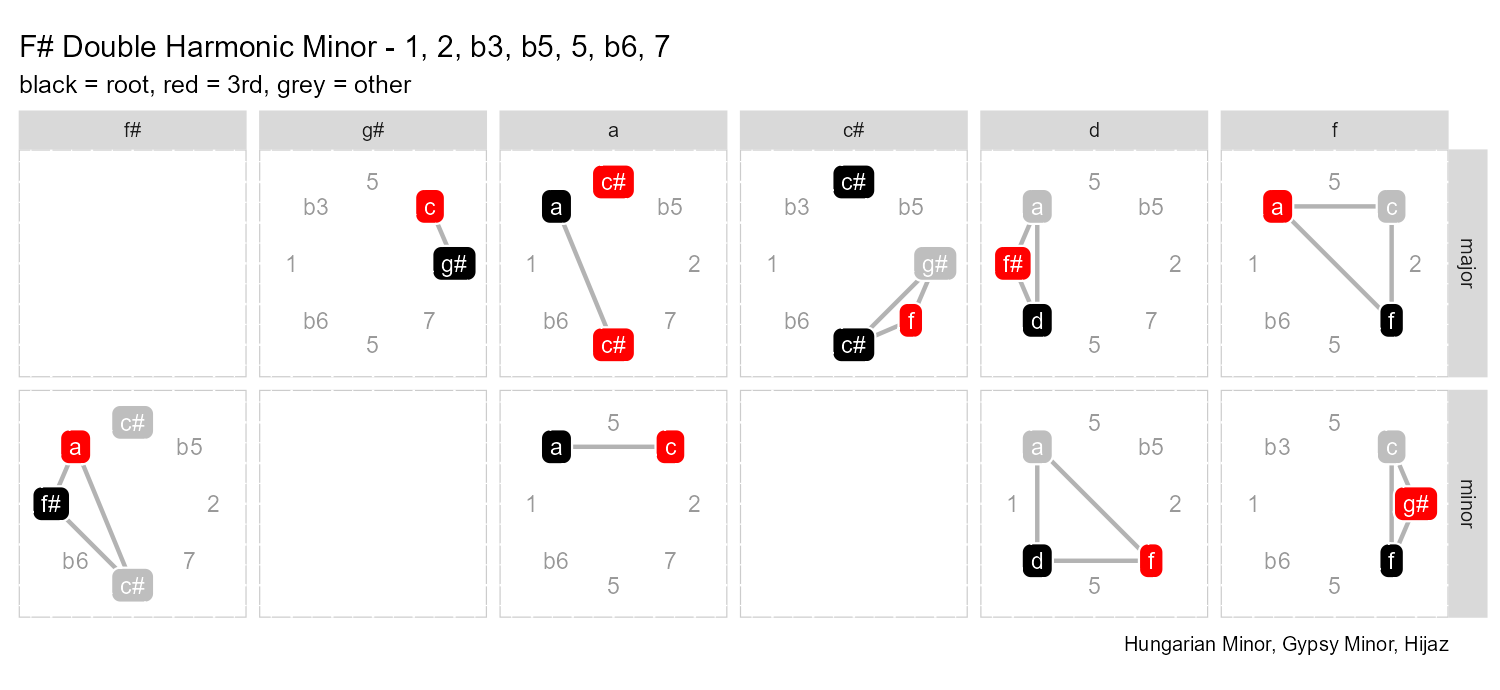 F# Double Harmonic Minor - 1, 2, b3, b5, 5, b6, 7
black = root, red = 3rd, grey = other
f# g# a c# d f
major
5
b3 c
1 g#
b6 7
5
c#
a b5
1 2
b6 7
c#
c#
b3 b5
1 g#
b6 f
c#
5
a b5
f# 2
d 7
5
5
a c
1 2
b6 f
5
minor
c#
a b5
f# 2
b6 7
c#
5
a c
1 2
b6 7
5
5
a b5
1 2
d f
5
5
b3 c
1 g#
b6 f
5
Hungarian Minor, Gypsy Minor, Hijaz